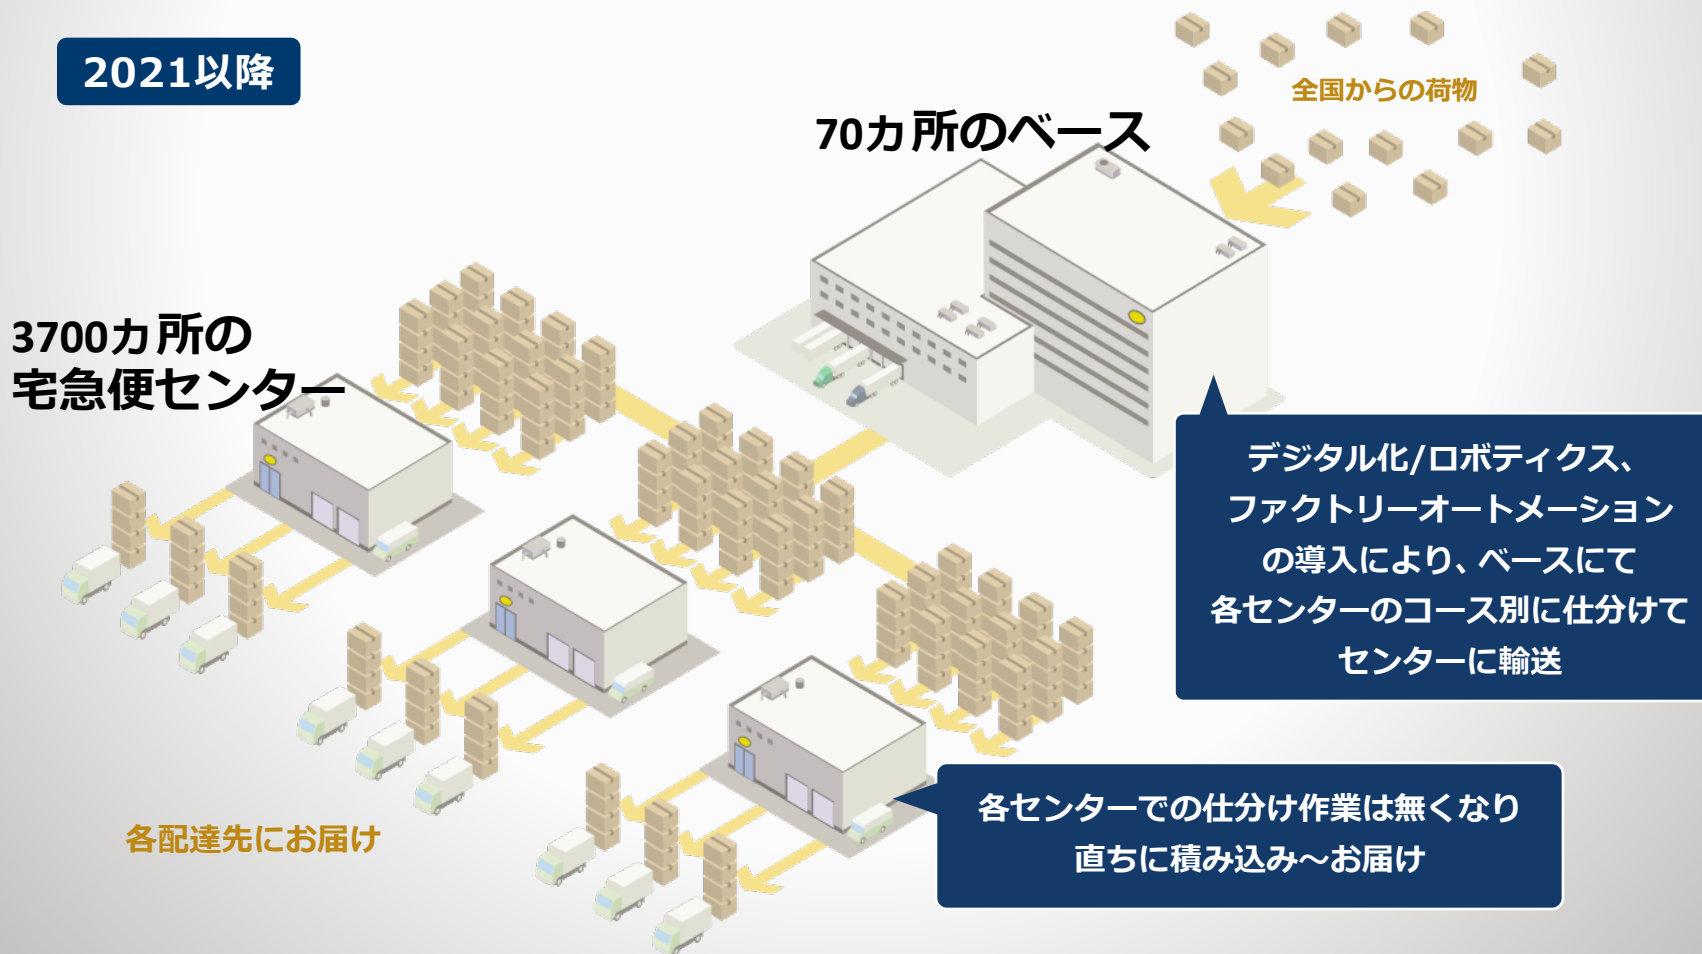 2021以降
全国からの荷物
70カ所のベース
3700カ所の
宅急便センター
デジタル化/ロボティクス、
ファクトリーオートメーション
の導入により、ベースにて
各センターのコース別に仕分けて
センターに輸送
各センターでの仕分け作業は無くなり
直ちに積み込み～お届け
各配達先にお届け